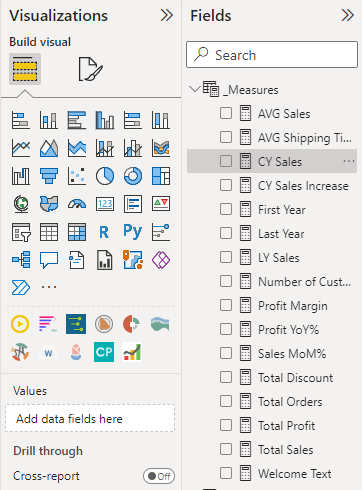 Visualizations
Build visual
123
R
Py
W
CP
Values
Add data fields here
Drill through
Cross-report
Off
Fields
Search
_Measures
AVG Sales
AVG Shipping Ti...
CY Sales
CY Sales Increase
First Year
Last Year
LY Sales
Number of Cust...
Profit Margin
Profit YoY%
Sales MoM%
Total Discount
Total Orders
Total Profit
Total Sales
Welcome Text